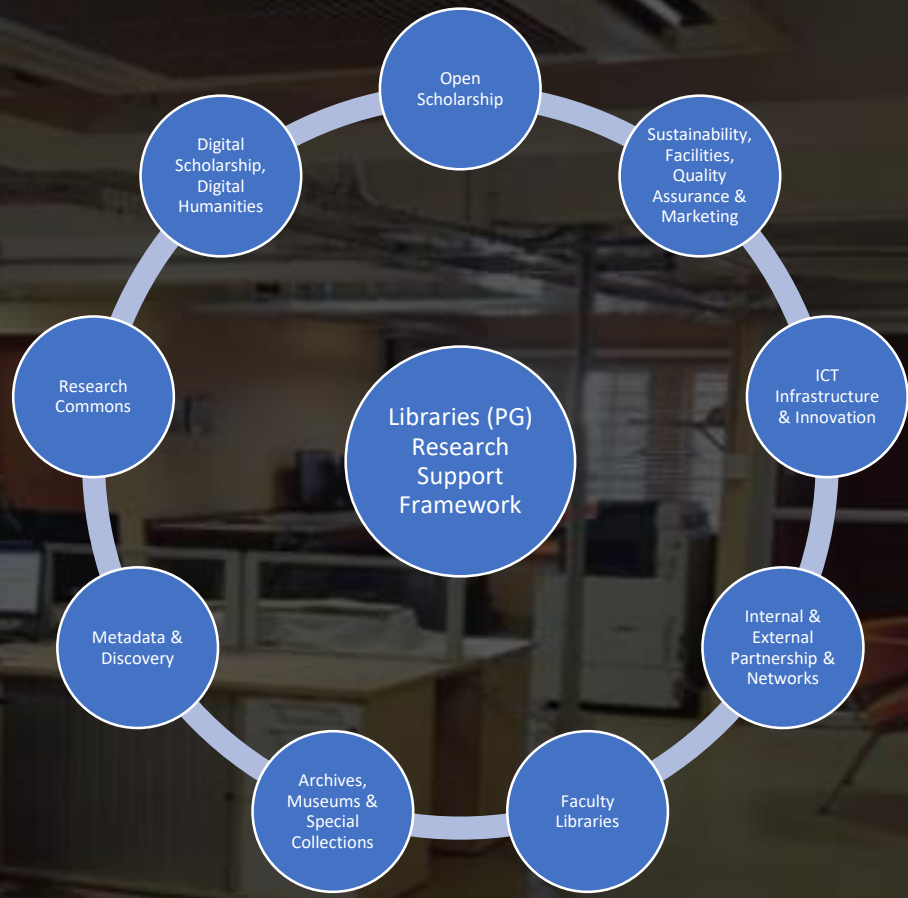 Open
Scholarship
Sustainability,
Facilities,
Quality
Assurance &
Marketing
ICT
Infrastructure
& Innovation
Internal &
External
Partnership &
Networks
Faculty
Libraries
Archives,
Museums &
Special
Collections
Metadata &
Discovery
Research
Commons
Digital
Scholarship,
Digital
Humanities
Libraries (PG)
Research
Support
Framework